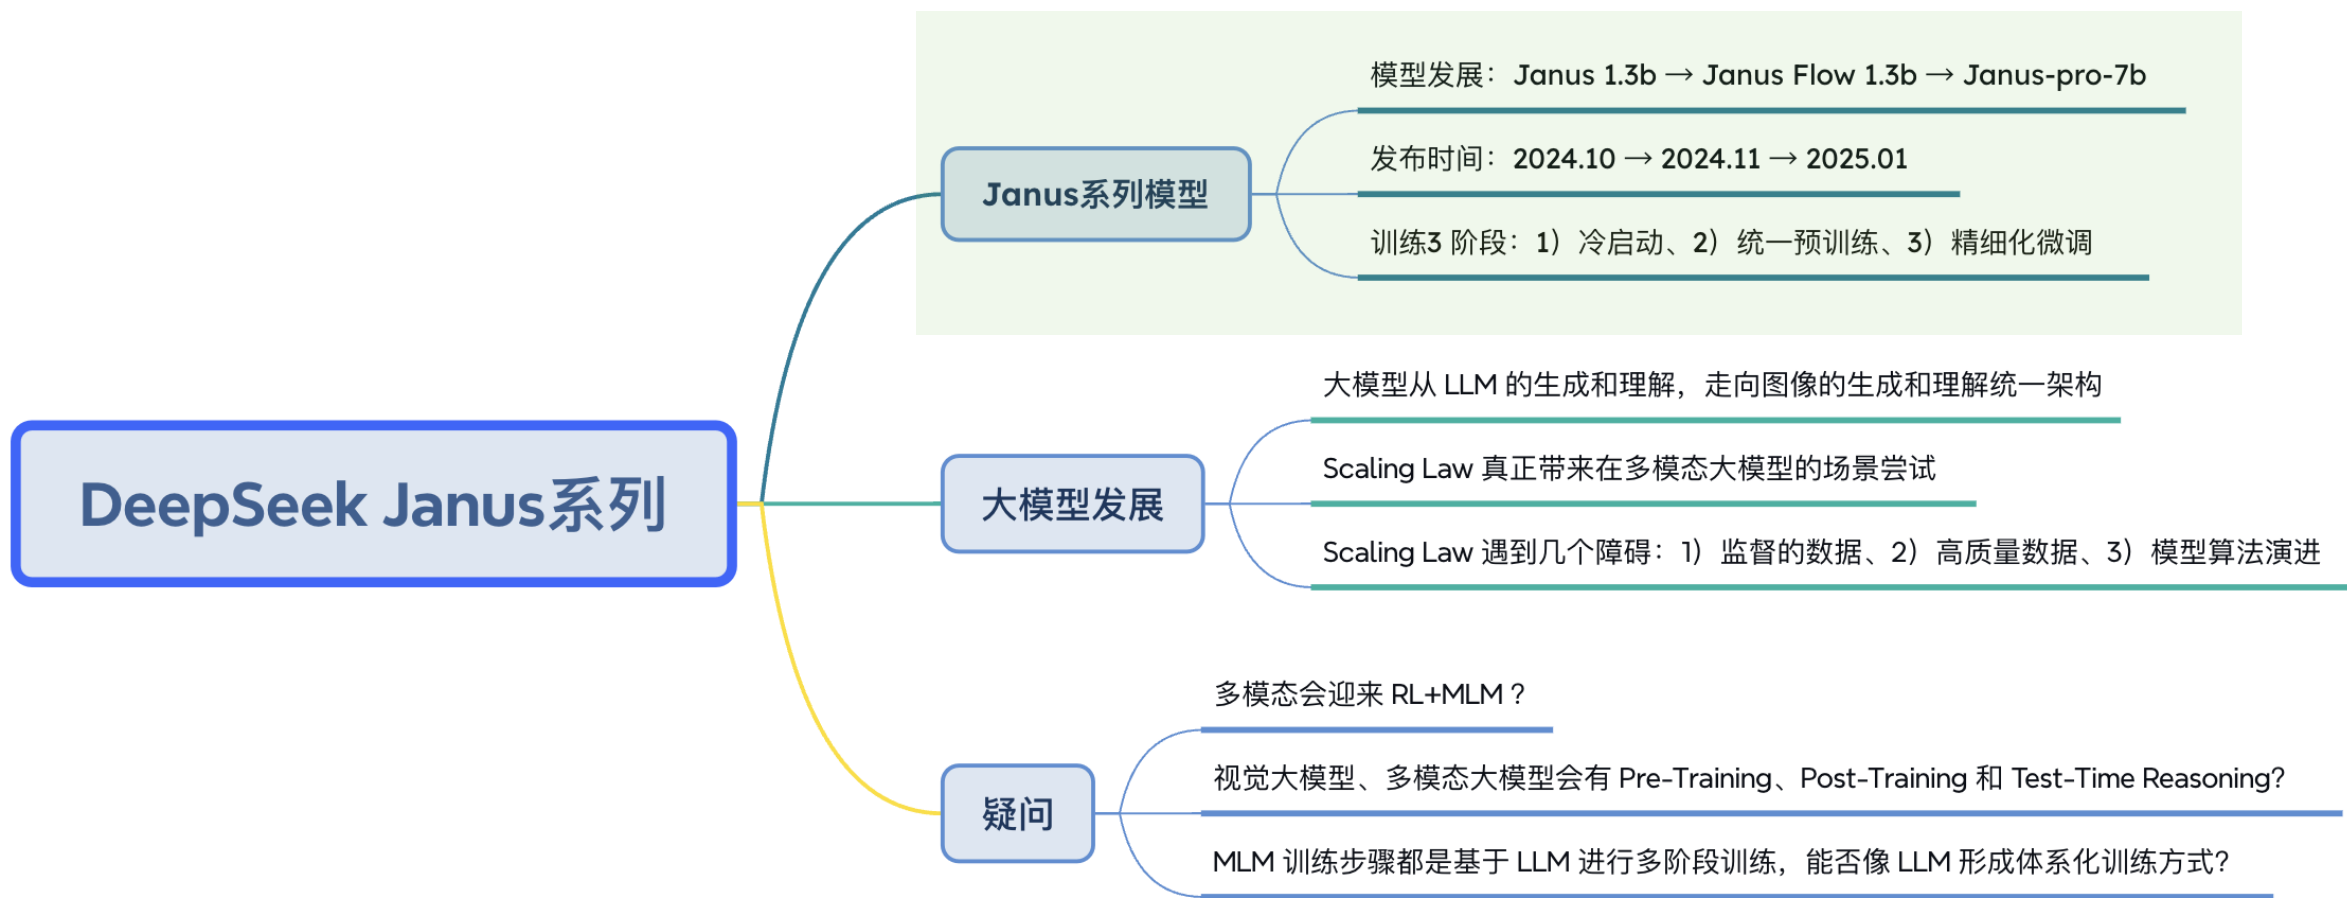 模型发展：Janus 1.3b → Janus Flow 1.3b → Janus-pro-7b
发布时间：2024.10 → 2024.11 → 2025.01
Janus系列模型
训练3 阶段：1）冷启动、2）统一预训练、3）精细化微调
大模型从 LLM 的生成和理解，走向图像的生成和理解统一架构
Scaling Law 真正带来在多模态大模型的场景尝试
DeepSeek Janus系列
大模型发展
Scaling Law 遇到几个障碍：1）监督的数据、2）高质量数据、3）模型算法演进
多模态会迎来 RL+MLM ?
视觉大模型、多模态大模型会有 Pre-Training、Post-Training 和 Test-Time Reasoning?
疑问
MLM 训练步骤都是基于 LLM 进行多阶段训练，能否像 LLM 形成体系化训练方式?